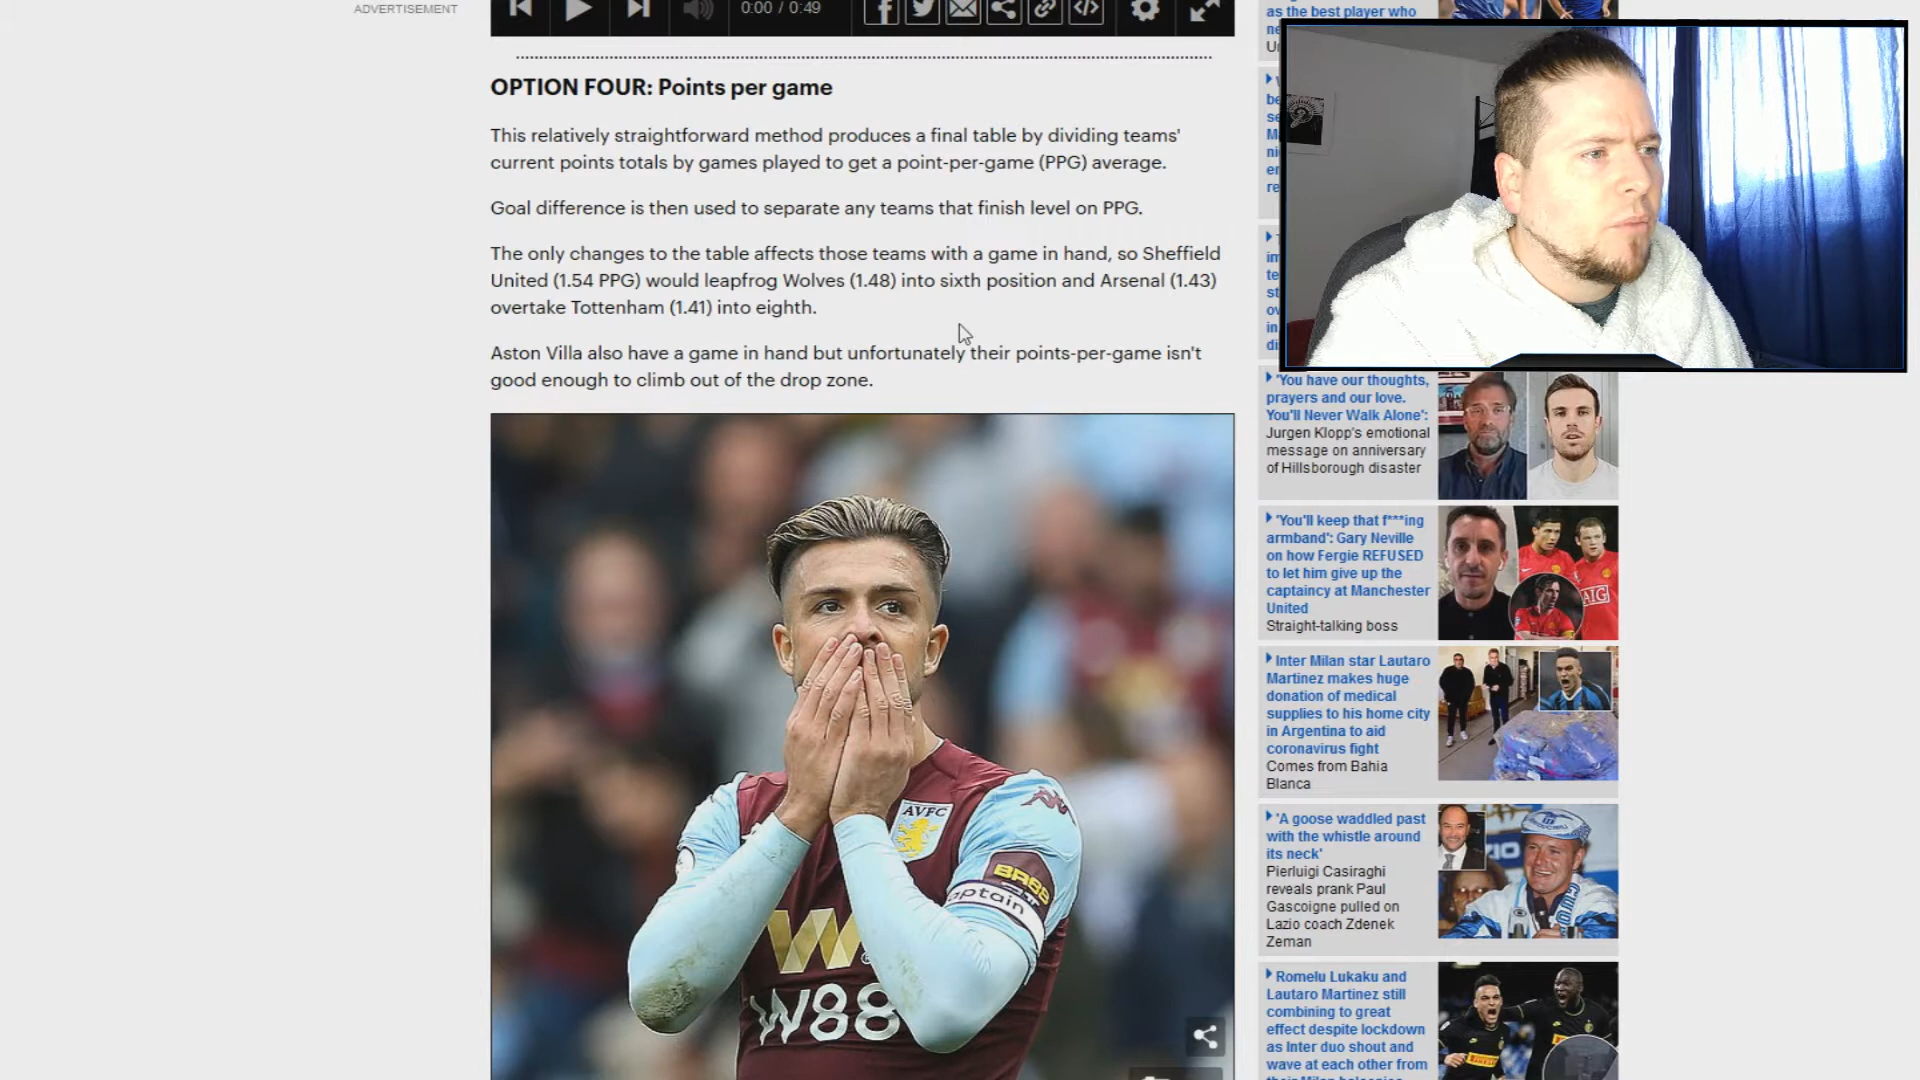 ADVERTISEMENT
0:00 / 0:49
OPTION FOUR: Points per game
This relatively straightforward method produces a final table by dividing teams'
current points totals by games played to get a point-per-game (PPG) average.
Goal difference is then used to separate any teams that finish level on PPG.
The only changes to the table affects those teams with a game in hand, so Sheffield
United (1.54 PPG) would leapfrog Wolves (1.48) into sixth position and Arsenal (1.43)
overtake Tottenham (1.41) into eighth.
Aston Villa also have a game in hand but unfortunately their points-per-game isn't
good enough to climb out of the drop zone.
AVFC
BR88
captain
W88
as the best player who
'You have our thoughts,
prayers and our love.
You'll Never Walk Alone':
Jurgen Klopp's emotional
message on anniversary
of Hillsborough disaster
'You'll keep that f***ing
armband': Gary Neville
on how Fergie REFUSED
to let him give up the
captaincy at Manchester
United
Straight-talking boss
AIG
Inter Milan star Lautaro
Martinez makes huge
donation of medical
supplies to his home city
in Argentina to aid
coronavirus fight
Comes from Bahia
Blanca
'A goose waddled past
with the whistle around
its neck'
Pierluigi Casiraghi
reveals prank Paul
Gascoigne pulled on
Lazio coach Zdenek
Zeman
Romelu Lukaku and
Lautaro Martinez still
combining to great
effect despite lockdown
as Inter duo shout and
wave at each other from